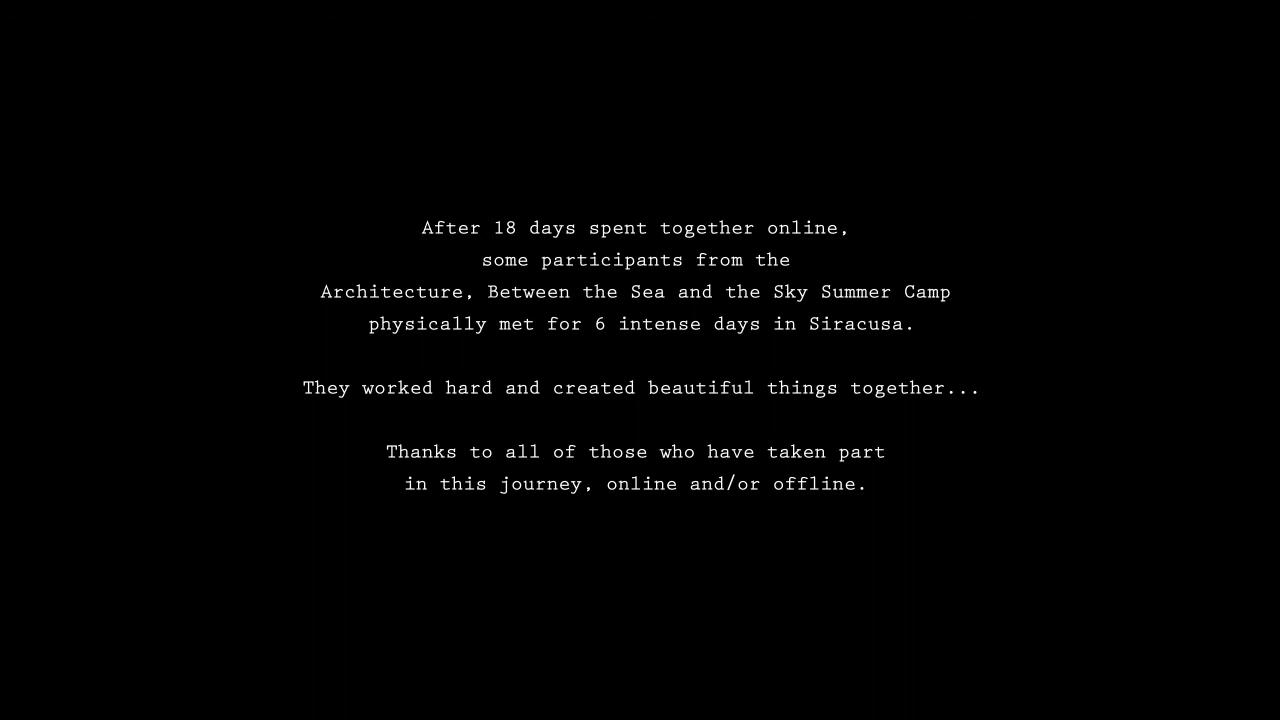 After 18 days spent together online,
some participants from the
Architecture, Between the Sea and the Sky Summer Camp
physically met for 6 intense days in Siracusa.
They worked hard and created beautiful things together...
Thanks to all of those who have taken part
in this journey, online and/or offline.